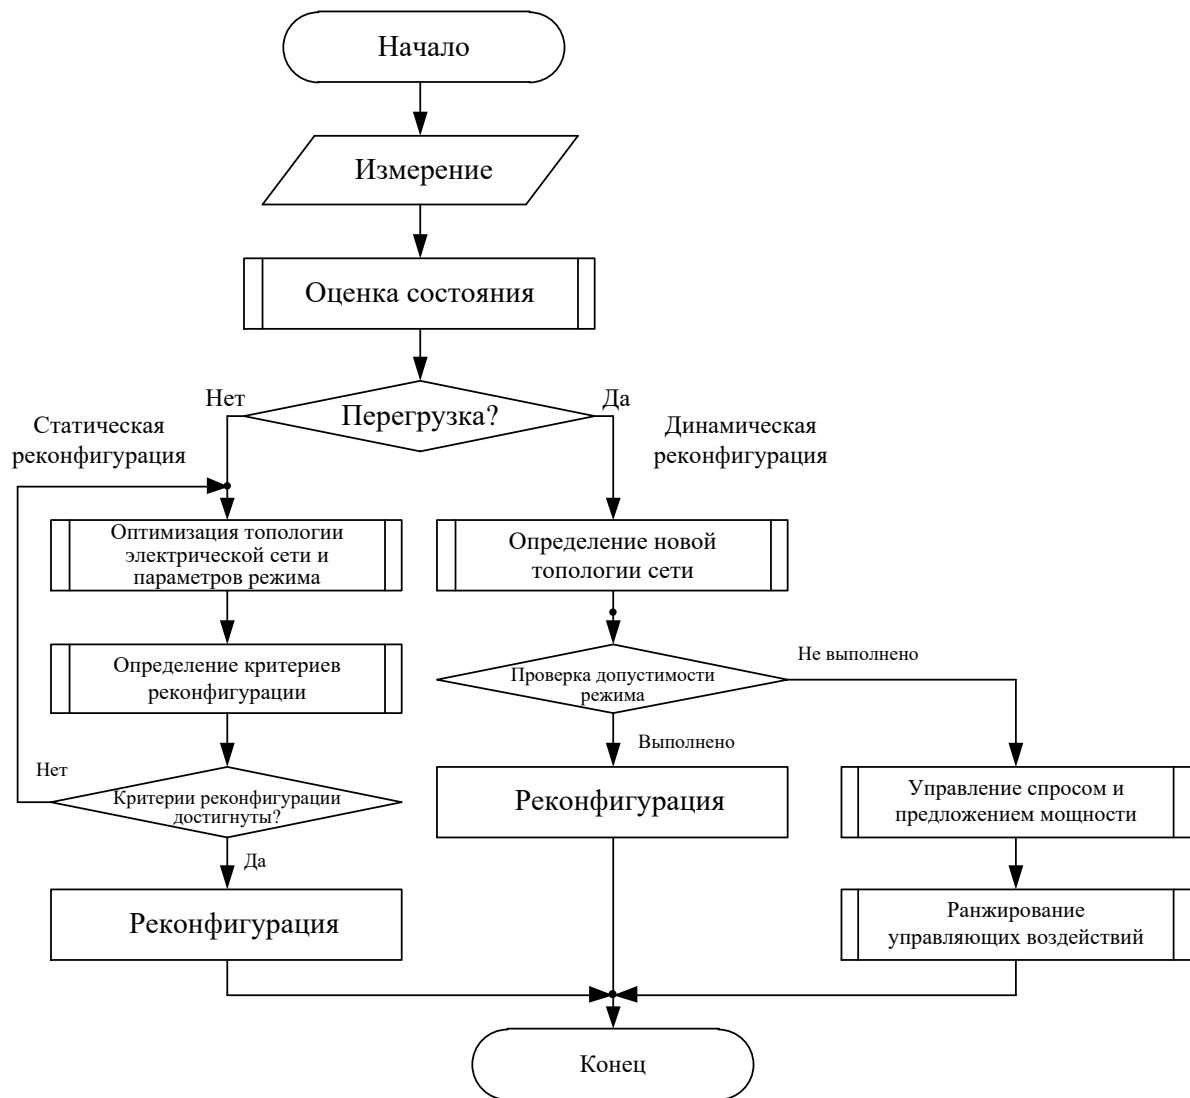 Начало
Измерение
Оценка состояния
Нет
Да
Перегрузка?
Статическая
реконфигурация
Динамическая
реконфигурация
Оптимизация топологии
электрической сети и
параметров режима
Определение новой
топологии сети
Определение критериев
реконфигурации
Проверка допустимости
режима
Не выполнено
Выполнено
Нет
Критерии реконфигурации
достигнуты?
Реконфигурация
Управление спросом и
предложением мощности
Да
Реконфигурация
Ранжирование
управляющих воздействий
Конец